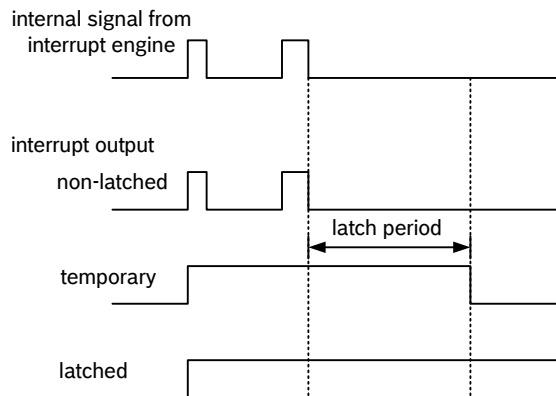 internal signal from
interrupt engine
interrupt output
non-latched
latch period
temporary
latched